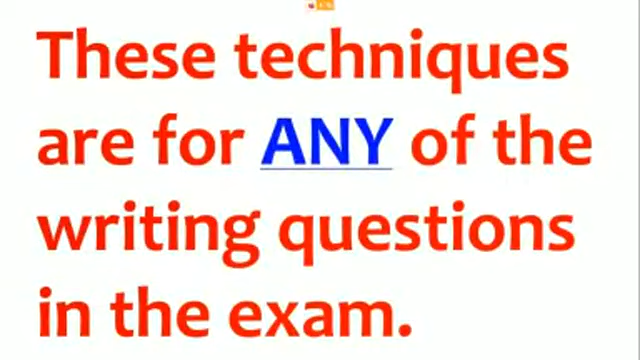 These techniques
are for ANY of the
writing questions
in the exam.